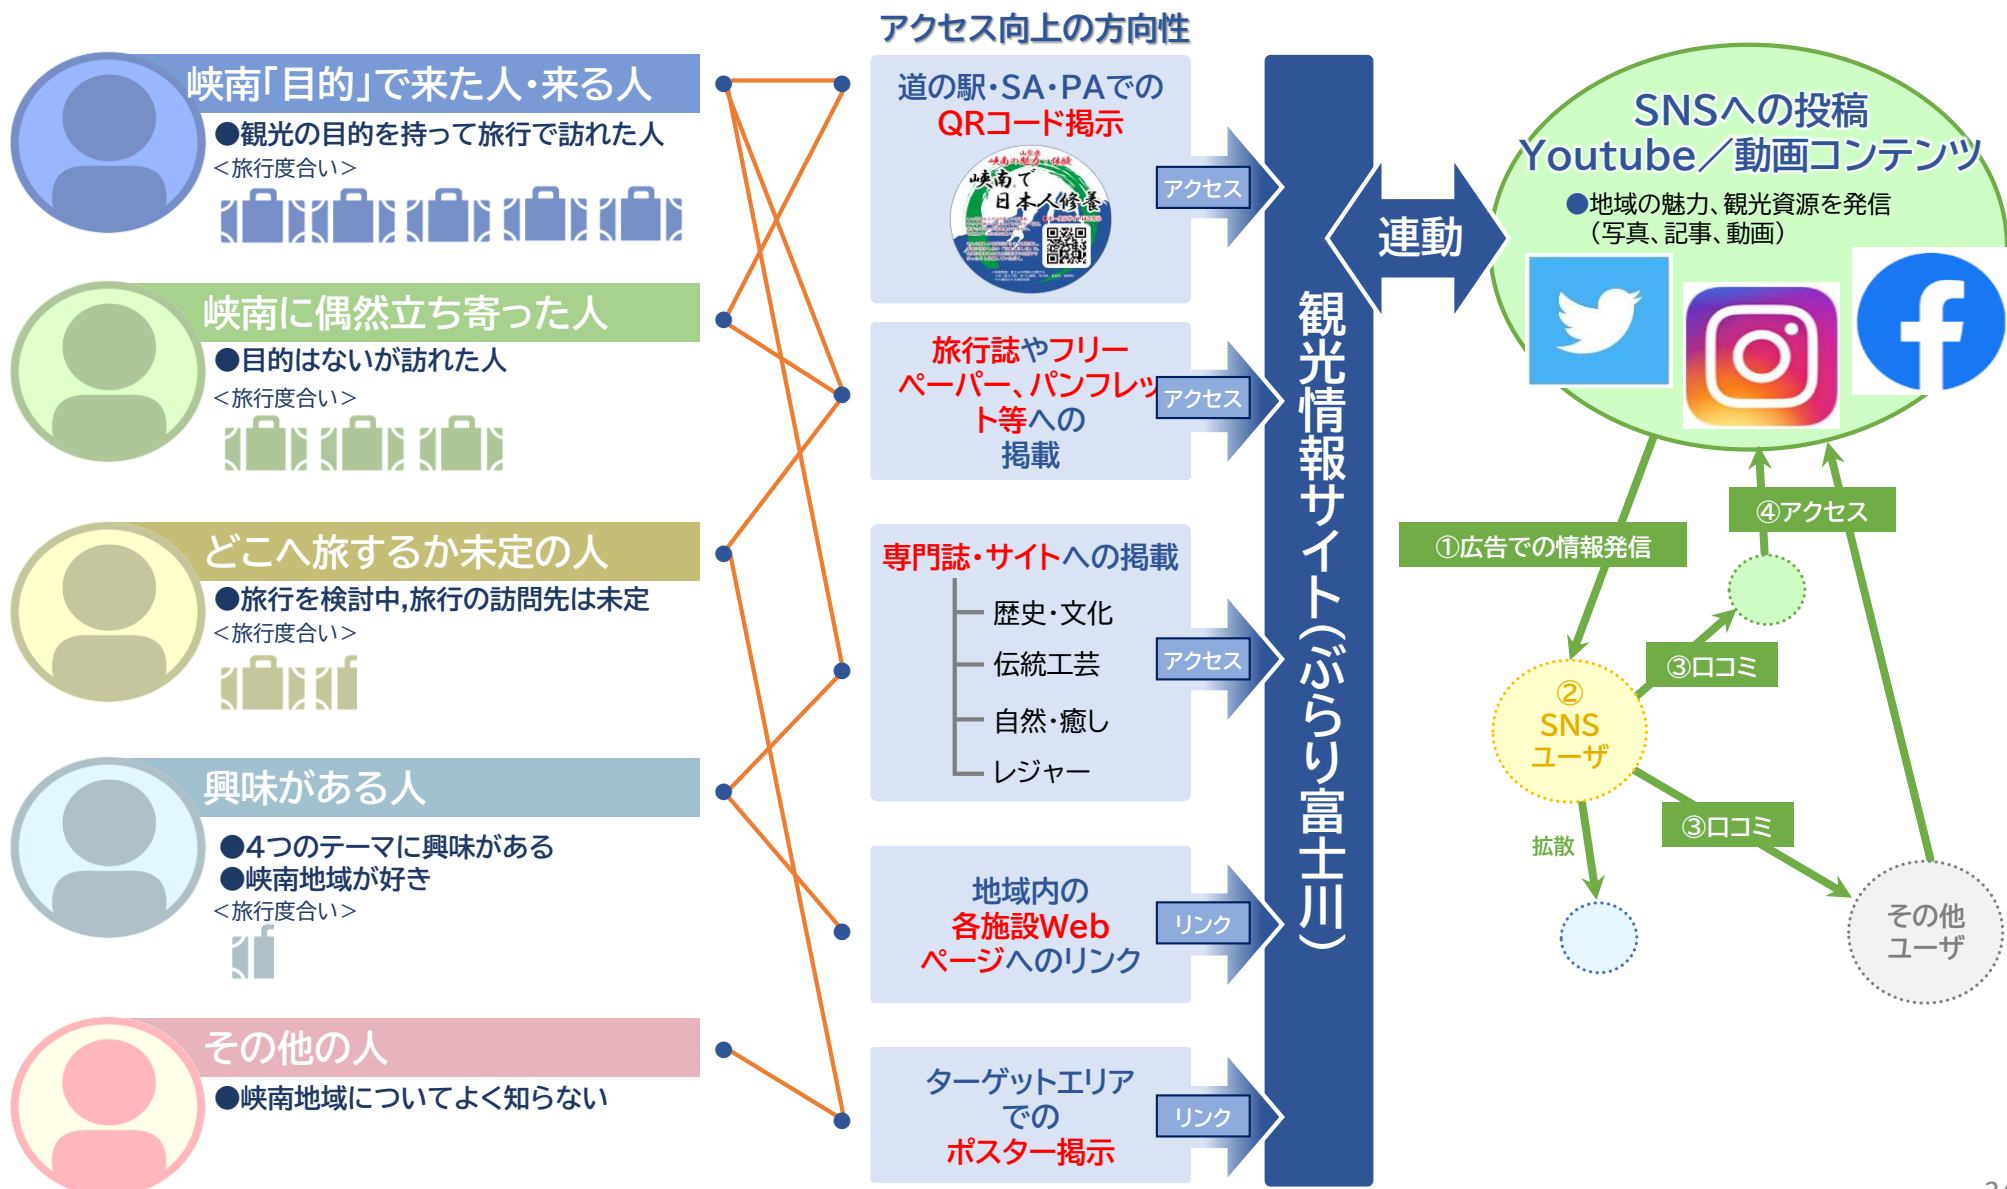 アクセス向上の方向性
峡南「目的」で来た人・来る人
●観光の目的を持って旅行で訪れた人
＜旅行度合い＞
峡南に偶然立ち寄った人
●目的はないが訪れた人
＜旅行度合い＞
どこへ旅するか未定の人
●旅行を検討中,旅行の訪問先は未定
＜旅行度合い＞
興味がある人
●4つのテーマに興味がある
●峡南地域が好き
＜旅行度合い＞
その他の人
●峡南地域についてよく知らない
道の駅・SA・PAでの
QRコード掲示
峡南で
日本人修養
アクセス
旅行誌やフリー
ペーパー、パンフレッ
ト等への
掲載
アクセス
専門誌・サイトへの掲載
歴史・文化
伝統工芸
自然・癒し
レジャー
アクセス
地域内の
各施設Web
ページへのリンク
リンク
ターゲットエリア
での
ポスター掲示
リンク
観光情報サイト（ぶらり富士川）
連動
SNSへの投稿
Youtube／動画コンテンツ
●地域の魅力、観光資源を発信
（写真、記事、動画）
④アクセス
①広告での情報発信
③口コミ
②
SNS
ユーザ
③口コミ
拡散
その他
ユーザ